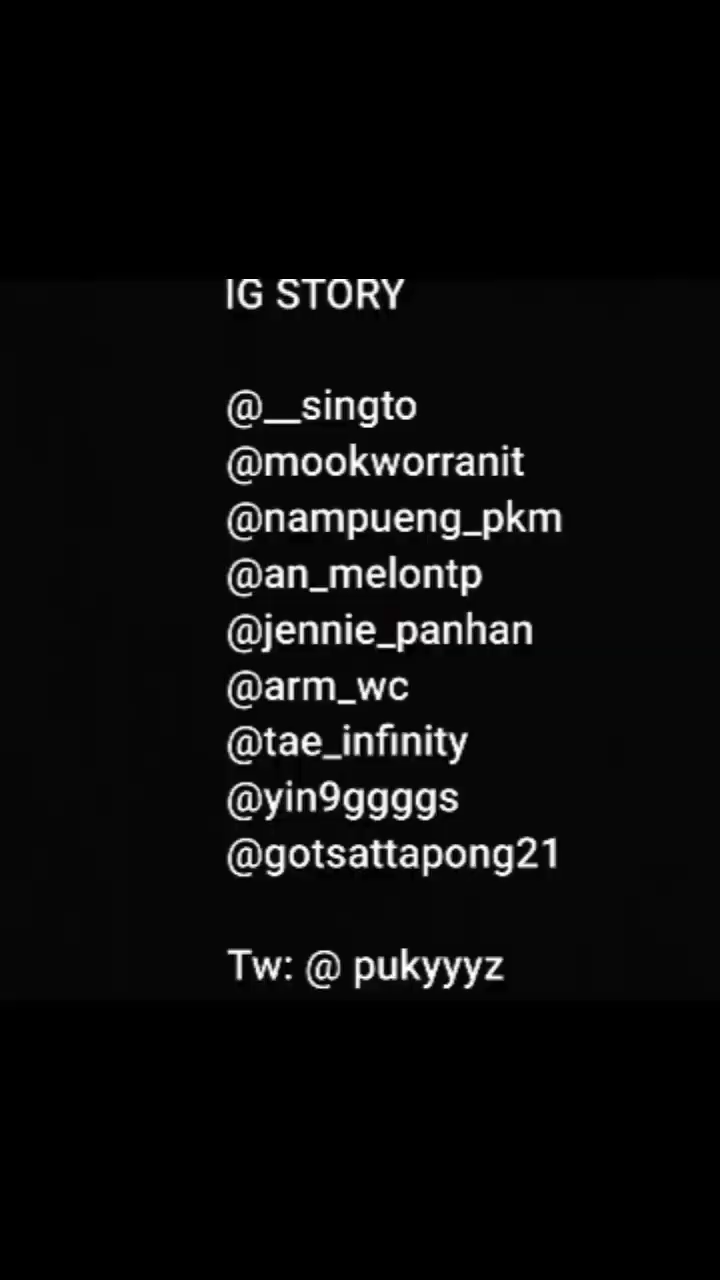 IG STORY
@__singto
@mookworranit
@nampueng_pkm
@an_melontp
@jennie_panhan
@arm_wc
@tae_infinity
@yin9ggggs
@gotsattapong21
Tw: @ pukyyyz